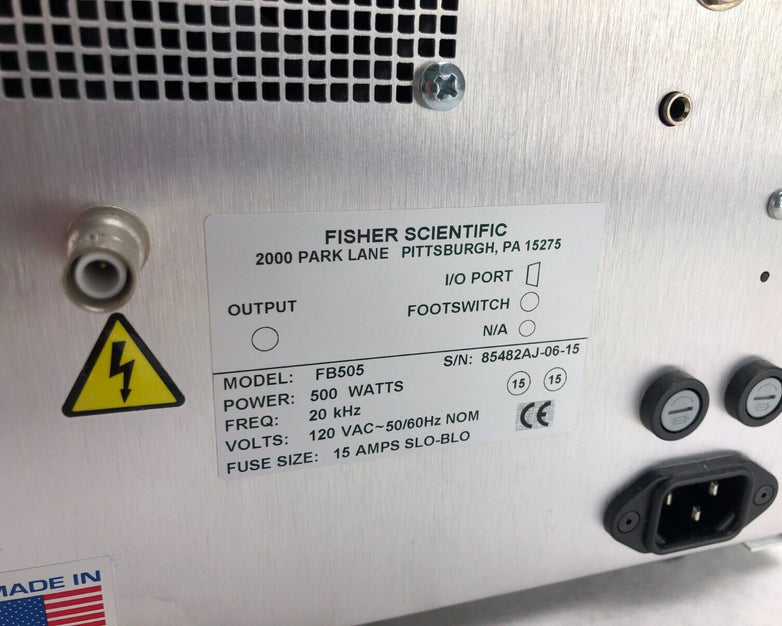 FISHER SCIENTIFIC
2000 PARK LANE PITTSBURGH, PA 15275
I/O PORT
OUTPUT
FOOTSWITCH
N/A
MODEL: FB505
S/N: 85482AJ-06-15
POWER: 500 WATTS
15 15
FREQ: 20 kHz
CE
VOLTS: 120 VAC~50/60Hz NOM
FUSE SIZE: 15 AMPS SLO-BLO
MADE IN